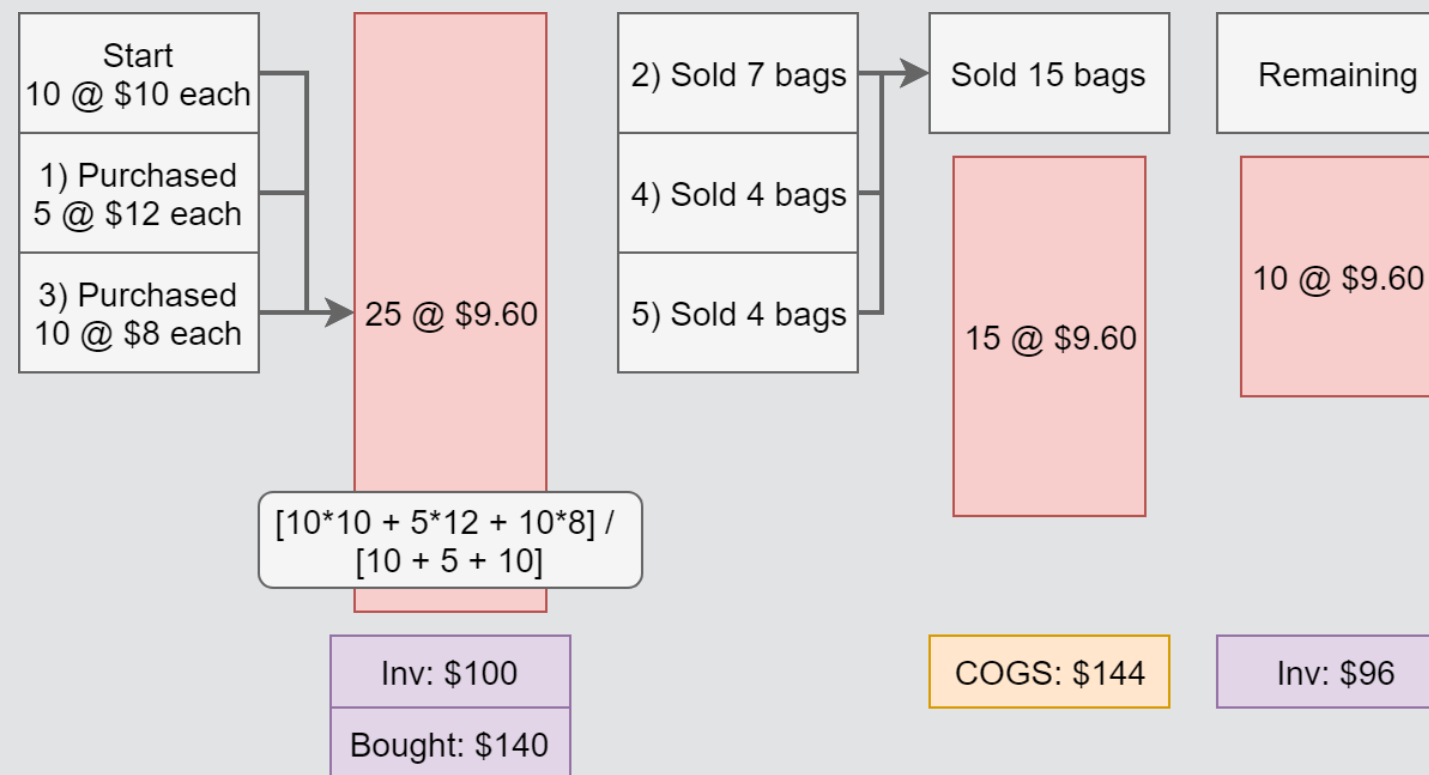 Start
10 @ $10 each
1) Purchased
5 @ $12 each
3) Purchased
10 @ $8 each
25 @ $9.60
[10*10 + 5*12 + 10*8] /
[10 + 5 + 10]
Inv: $100
Bought: $140
2) Sold 7 bags
4) Sold 4 bags
5) Sold 4 bags
Sold 15 bags
15 @ $9.60
COGS: $144
Remaining
10 @ $9.60
Inv: $96